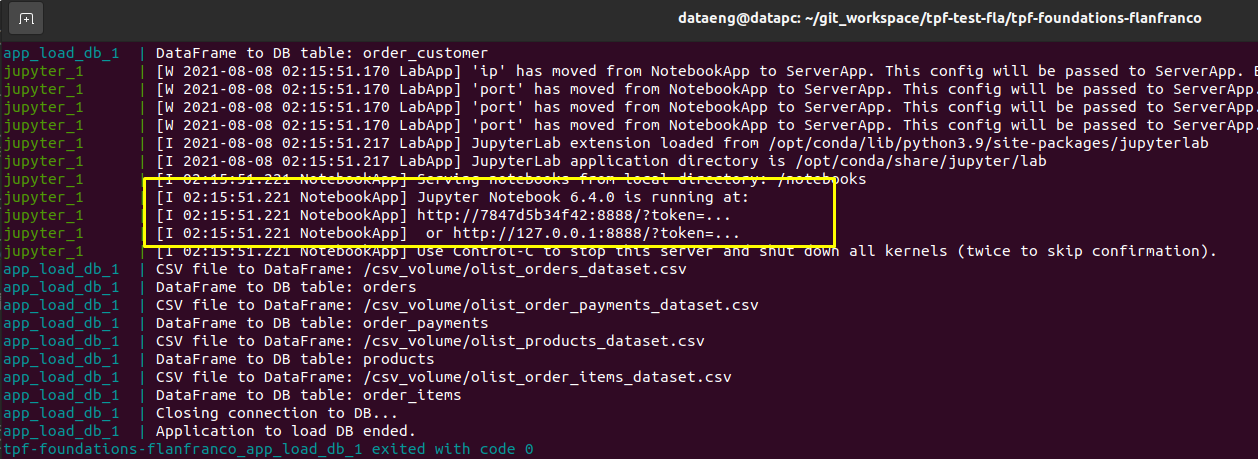 dataeng@datapc: ~/git_workspace/tpf-test-fla/tpf-foundations-flanfranco
app_load_db_1  | DataFrame to DB table: order_customer
jupyter_1      | [W 2021-08-08 02:15:51.170 LabApp] 'ip' has moved from NotebookApp to ServerApp. This config will be passed to ServerApp.
jupyter_1      | [W 2021-08-08 02:15:51.170 LabApp] 'port' has moved from NotebookApp to ServerApp. This config will be passed to ServerApp.
jupyter_1      | [W 2021-08-08 02:15:51.170 LabApp] 'port' has moved from NotebookApp to ServerApp. This config will be passed to ServerApp.
jupyter_1      | [W 2021-08-08 02:15:51.170 LabApp] 'port' has moved from NotebookApp to ServerApp. This config will be passed to ServerApp.
jupyter_1      | [I 2021-08-08 02:15:51.217 LabApp] JupyterLab extension loaded from /opt/conda/lib/python3.9/site-packages/jupyterlab
jupyter_1      | [I 2021-08-08 02:15:51.217 LabApp] JupyterLab application directory is /opt/conda/share/jupyter/lab
jupyter_1      | [I 02:15:51.221 NotebookApp] Serving notebooks from local directory: /notebooks
jupyter_1      | [I 02:15:51.221 NotebookApp] Jupyter Notebook 6.4.0 is running at:
jupyter_1      | [I 02:15:51.221 NotebookApp] http://7847d5b34f42:8888/?token=...
jupyter_1      | [I 02:15:51.221 NotebookApp]  or http://127.0.0.1:8888/?token=...
jupyter_1      | [I 02:15:51.221 NotebookApp] Use Control-C to stop this server and shut down all kernels (twice to skip confirmation).
app_load_db_1  | CSV file to DataFrame: /csv_volume/olist_orders_dataset.csv
app_load_db_1  | DataFrame to DB table: orders
app_load_db_1  | CSV file to DataFrame: /csv_volume/olist_order_payments_dataset.csv
app_load_db_1  | DataFrame to DB table: order_payments
app_load_db_1  | CSV file to DataFrame: /csv_volume/olist_products_dataset.csv
app_load_db_1  | DataFrame to DB table: products
app_load_db_1  | CSV file to DataFrame: /csv_volume/olist_order_items_dataset.csv
app_load_db_1  | DataFrame to DB table: order_items
app_load_db_1  | Closing connection to DB...
app_load_db_1  | Application to load DB ended.
tpf-foundations-flanfranco_app_load_db_1 exited with code 0